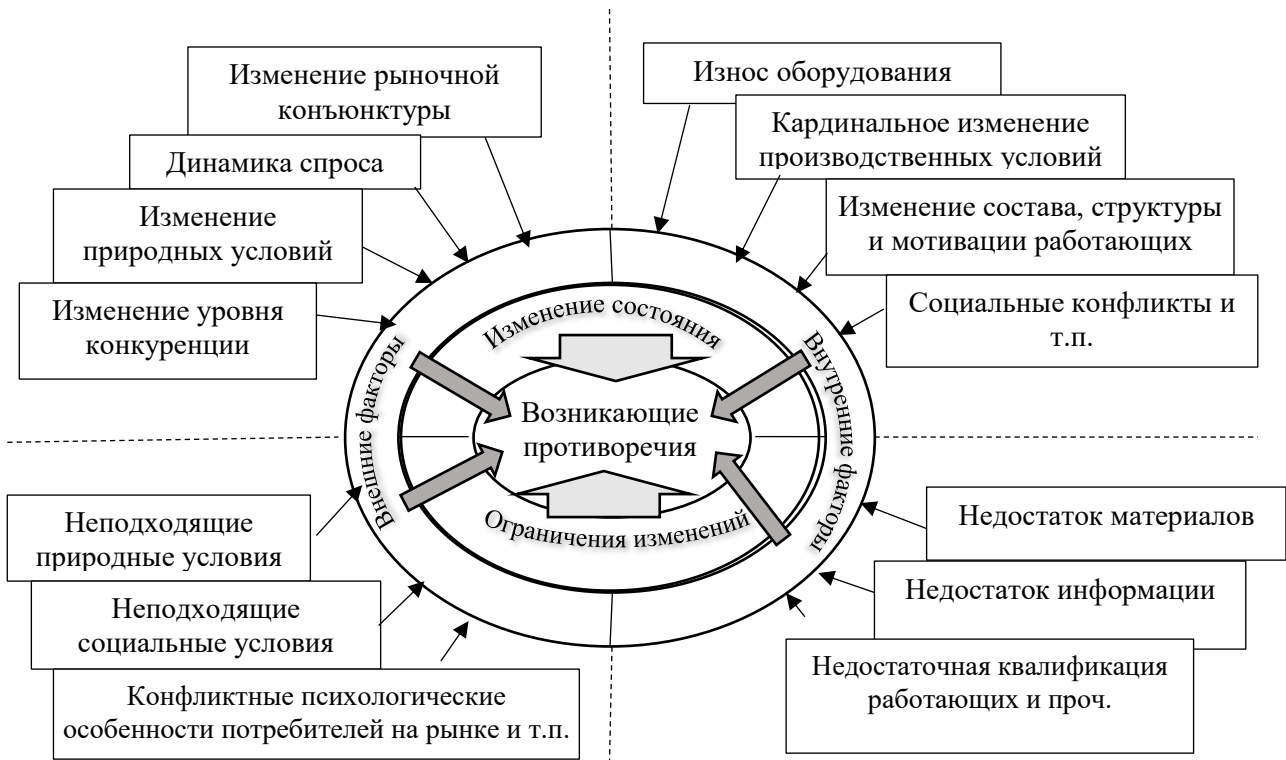 Изменение рыночной
конъюнктуры
Динамика спроса
Изменение
природных условий
Изменение уровня
конкуренции
Износ оборудования
Кардинальное изменение
производственных условий
Изменение состава, структуры
и мотивации работающих
Социальные конфликты и
т.п.
Внешние факторы
Изменение состояния
Внутренние факторы
Возникающие
противоречия
Ограничения изменений
Неподходящие
природные условия
Неподходящие
социальные условия
Конфликтные психологические
особенности потребителей на рынке и т.п.
Недостаток материалов
Недостаток информации
Недостаточная квалификация
работающих и проч.